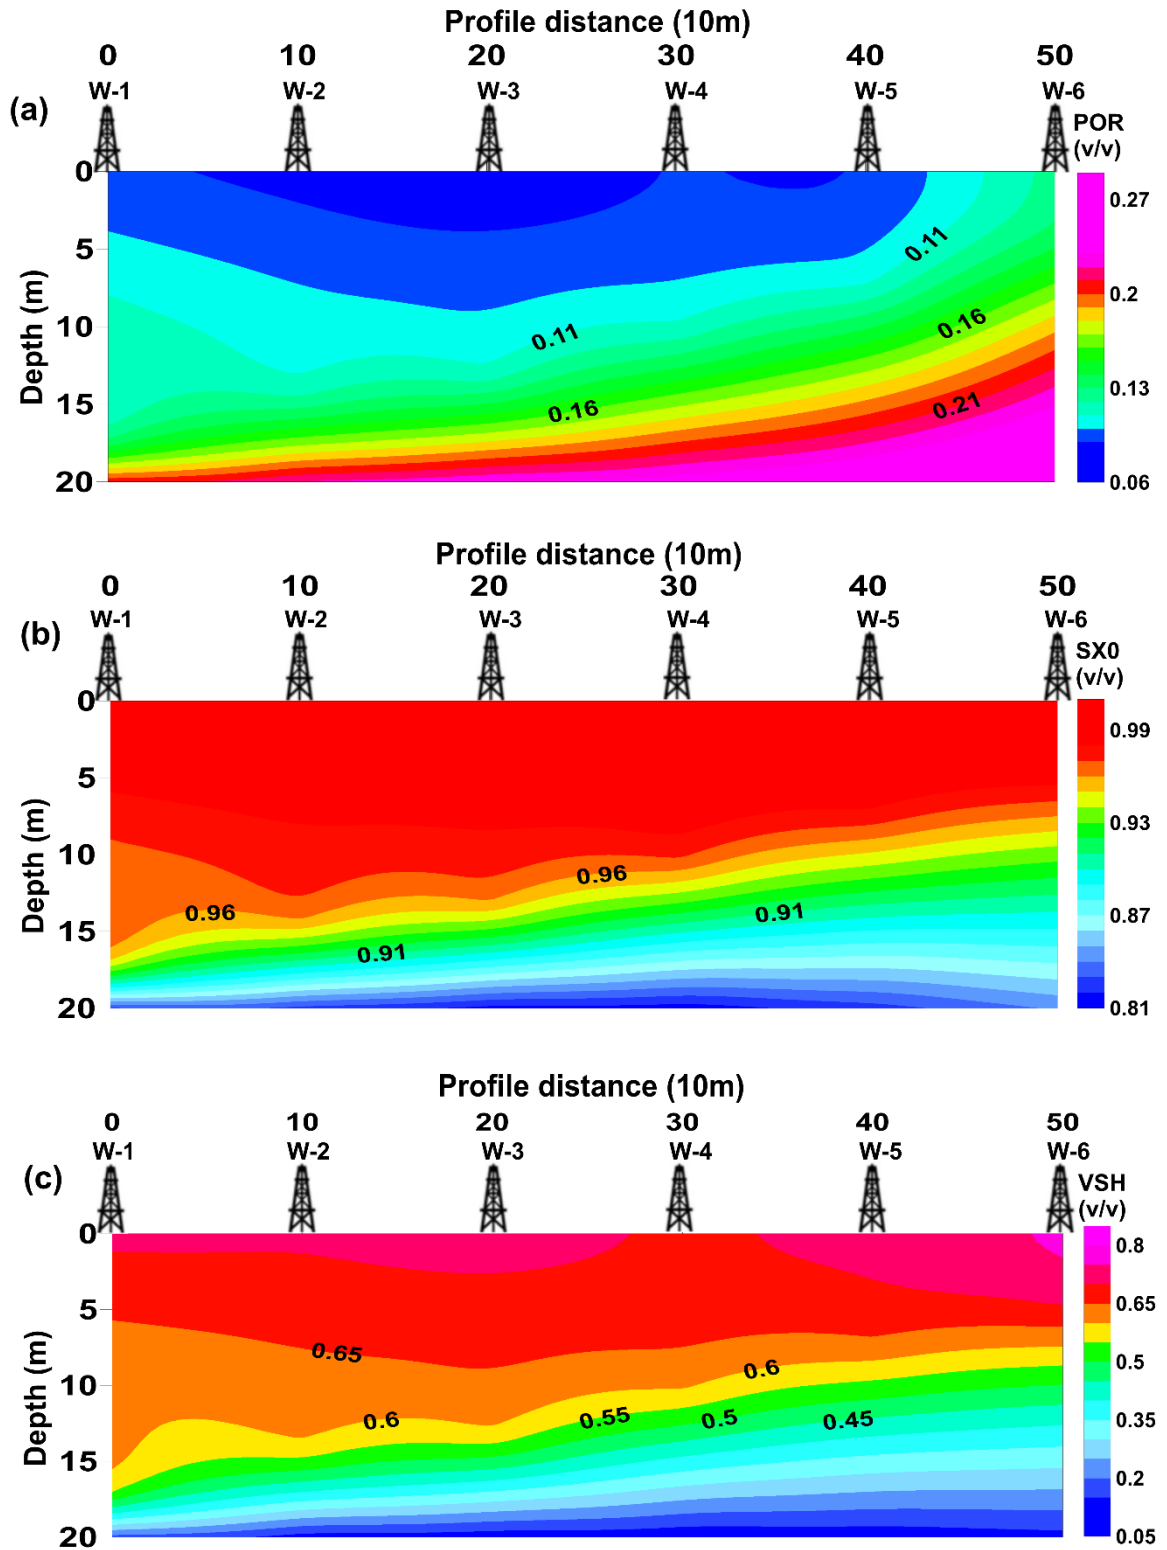 Profile distance (10m)
0 10 20 30 40 50
W-1 W-2 W-3 W-4 W-5 W-6
(a)
POR
(v/v)
0
5
10
15
20
Depth (m)
0.11
0.11
0.16
0.16
0.21
0.27
0.2
0.13
0.06
Profile distance (10m)
0 10 20 30 40 50
W-1 W-2 W-3 W-4 W-5 W-6
(b)
SX0
(v/v)
0
5
10
15
20
Depth (m)
0.96
0.96
0.91
0.91
0.99
0.93
0.87
0.81
Profile distance (10m)
0 10 20 30 40 50
W-1 W-2 W-3 W-4 W-5 W-6
(c)
VSH
(v/v)
0
5
10
15
20
Depth (m)
0.65
0.6
0.6
0.55
0.5
0.45
0.8
0.65
0.5
0.35
0.2
0.05